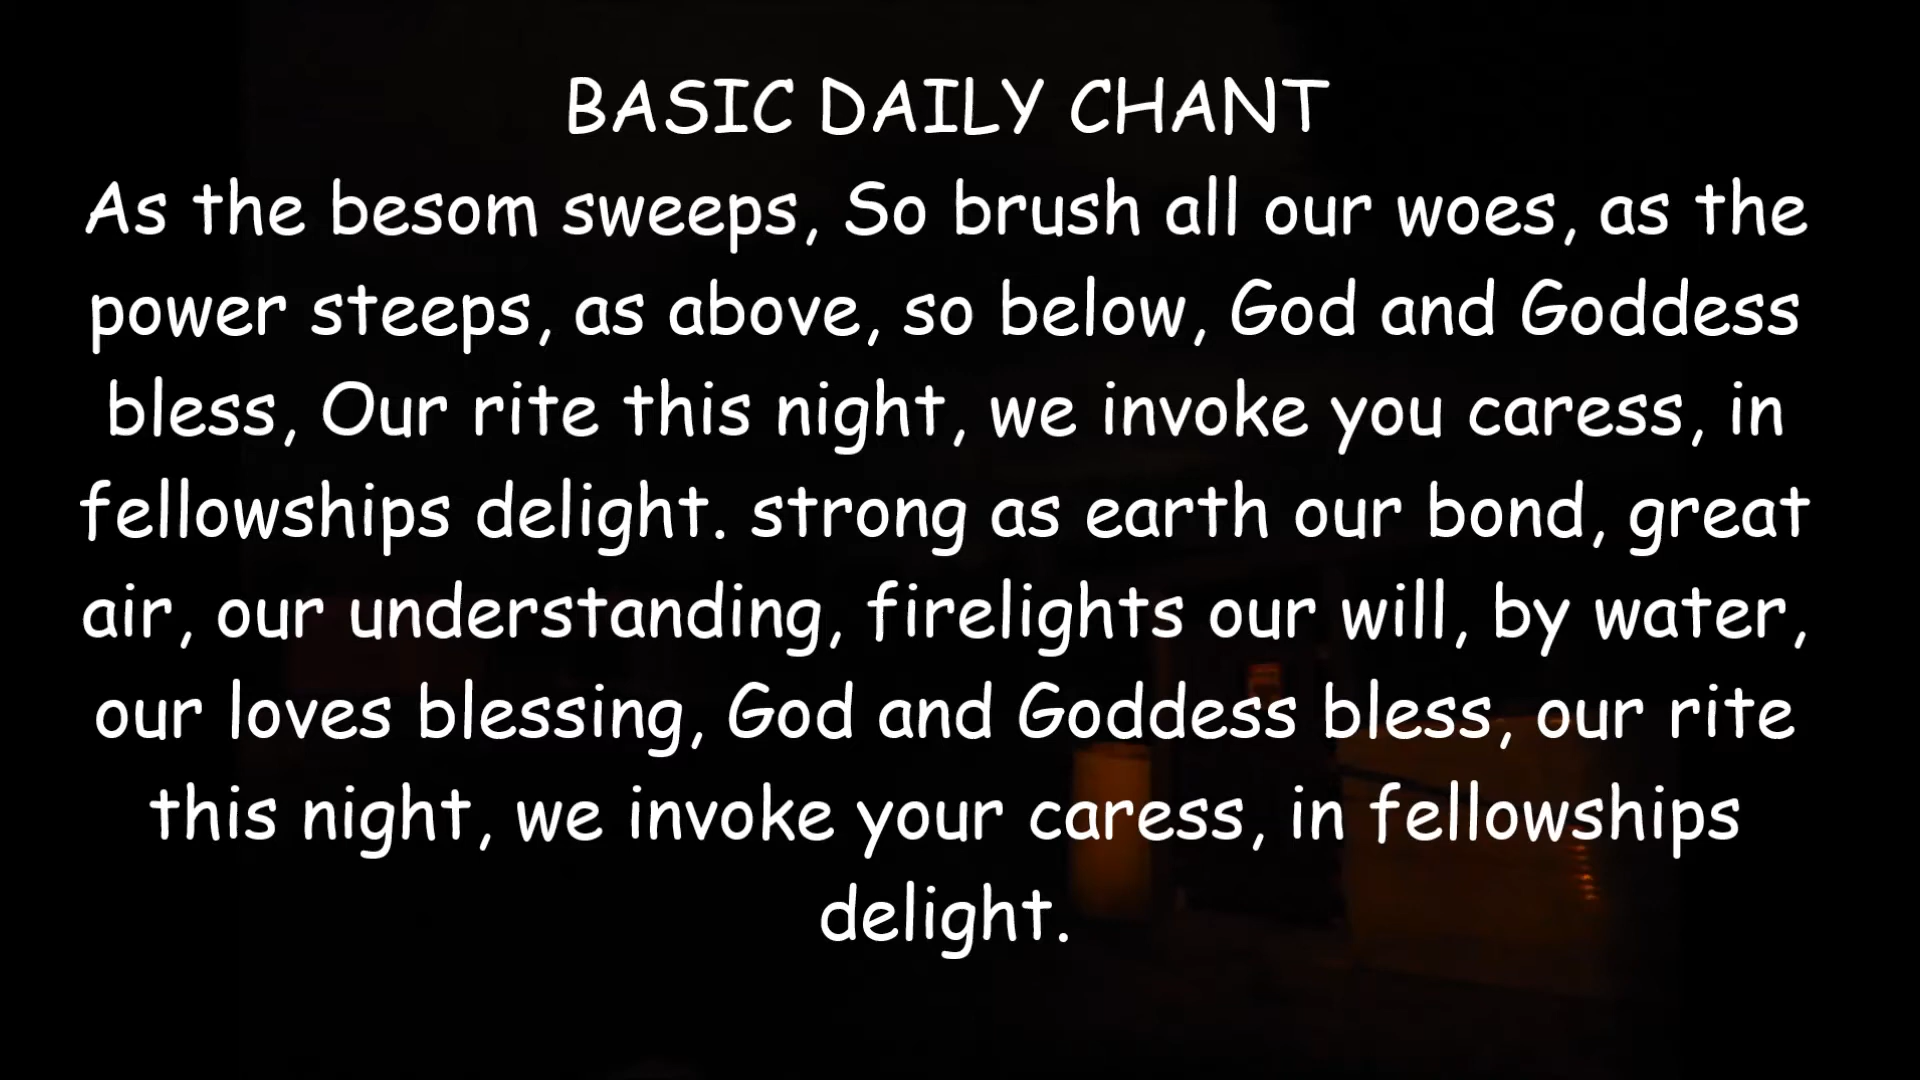 BASIC DAILY CHANT
As the besom sweeps, So brush all our woes, as the
power steeps, as above, so below, God and Goddess
bless, Our rite this night, we invoke you caress, in
fellowships delight. strong as earth our bond, great
air, our understanding, firelights our will, by water,
our loves blessing, God and Goddess bless, our rite
this night, we invoke your caress, in fellowships
delight.